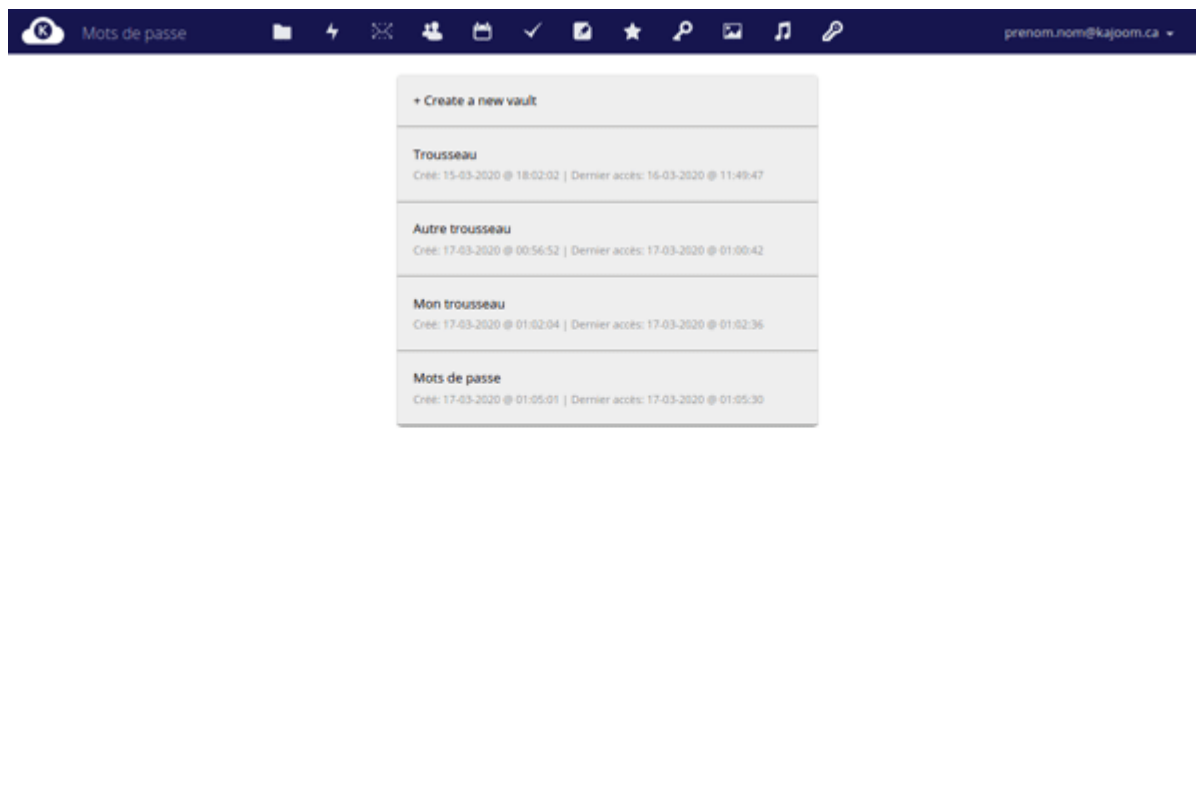 K
Mots de passe
prenom.nom@kajoom.ca
+ Create a new vault
Trousseau
Créé: 15-03-2020 @ 18:02:02 | Dernier accès: 16-03-2020 @ 11:49:47
Autre trousseau
Créé: 17-03-2020 @ 00:56:52 | Dernier accès: 17-03-2020 @ 01:00:42
Mon trousseau
Créé: 17-03-2020 @ 01:02:04 | Dernier accès: 17-03-2020 @ 01:02:36
Mots de passe
Créé: 17-03-2020 @ 01:05:01 | Dernier accès: 17-03-2020 @ 01:05:30